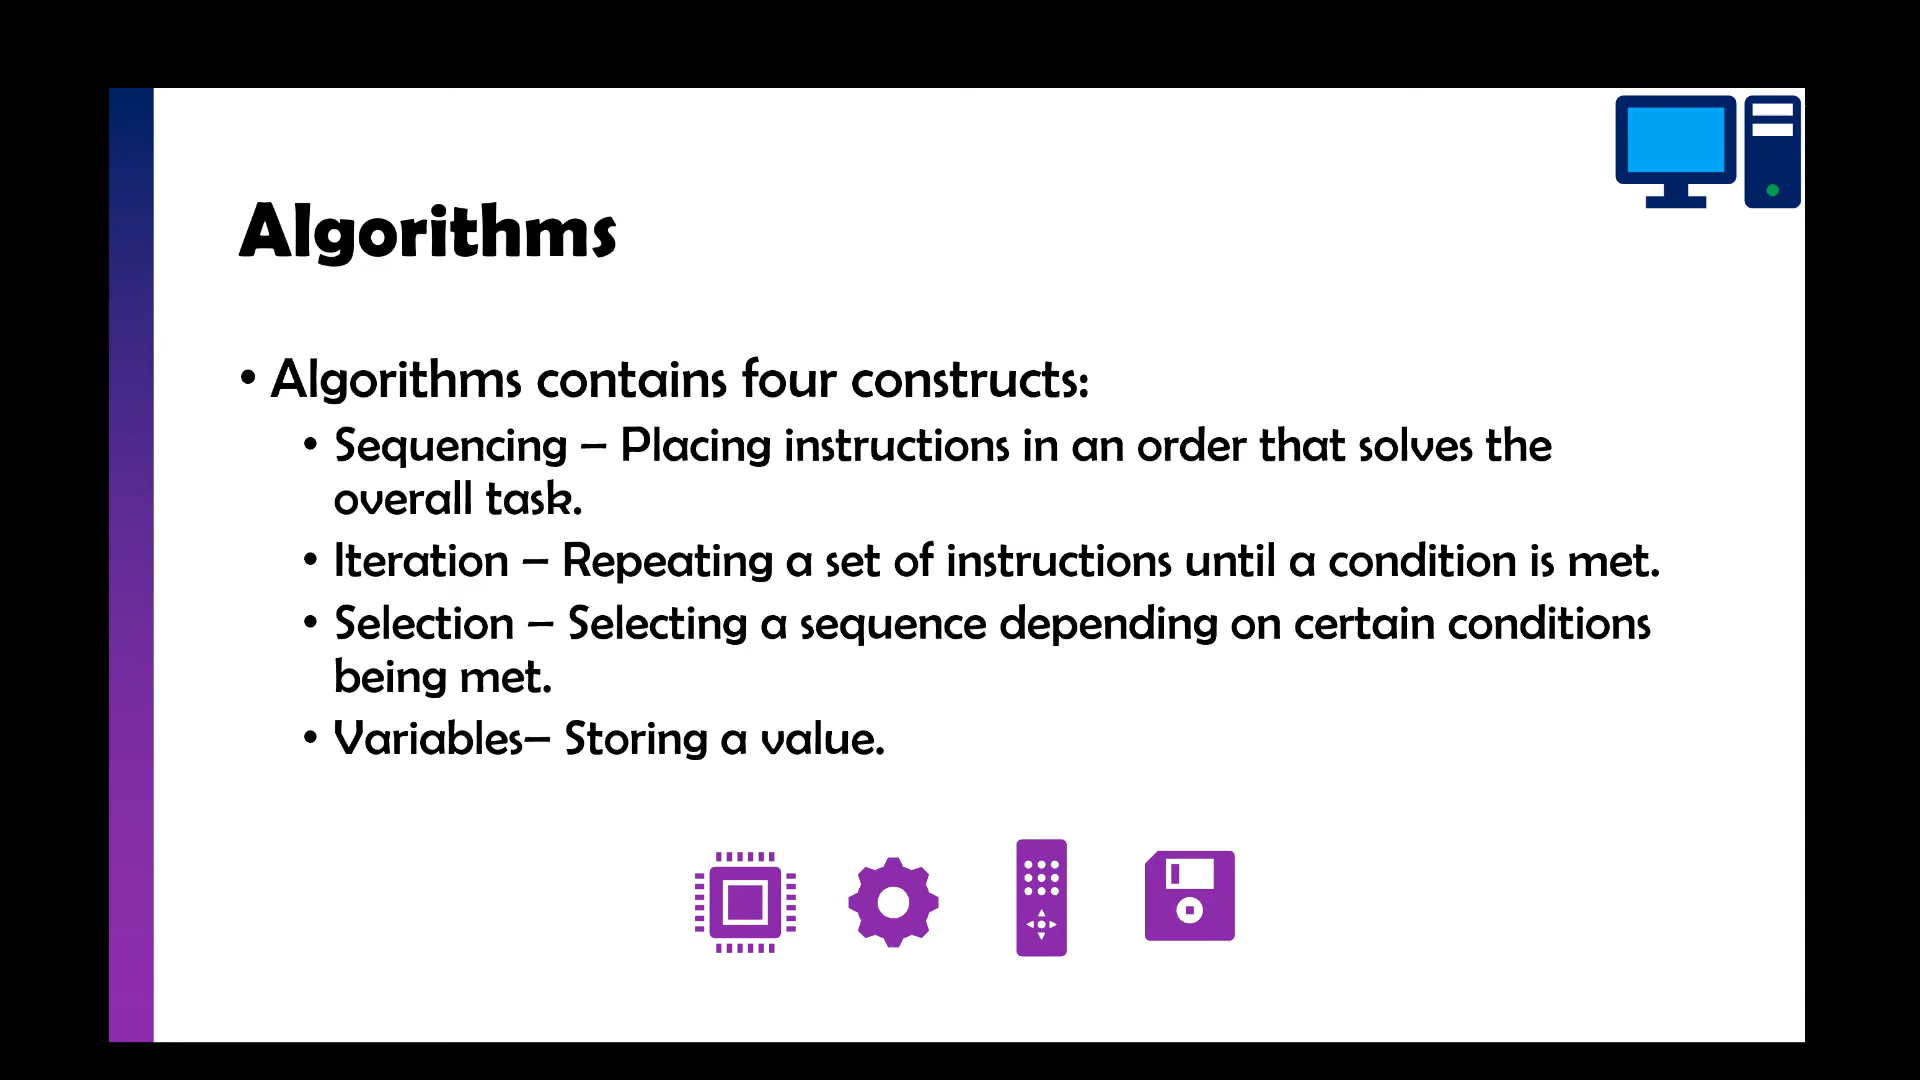 Algorithms
• Algorithms contains four constructs:
• Sequencing – Placing instructions in an order that solves the
overall task.
• Iteration – Repeating a set of instructions until a condition is met.
• Selection – Selecting a sequence depending on certain conditions
being met.
• Variables– Storing a value.